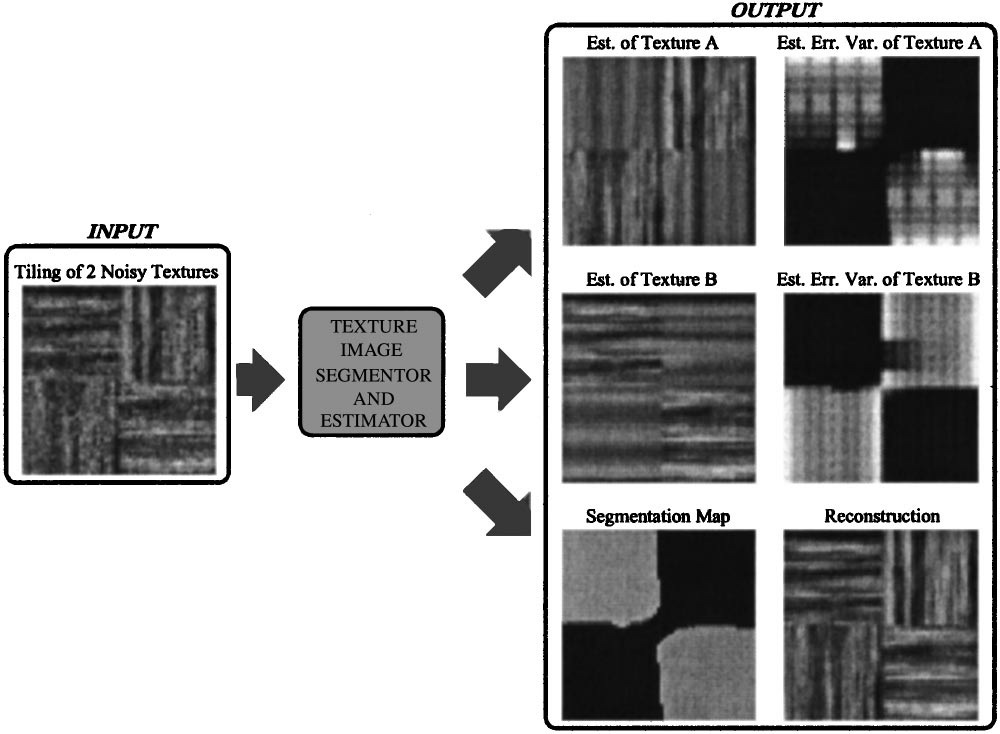 INPUT
Tiling of 2 Noisy Textures
TEXTURE
IMAGE
SEGMENTOR
AND
ESTIMATOR
OUTPUT
Est. of Texture A
Est. Err. Var. of Texture A
Est. of Texture B
Est. Err. Var. of Texture B
Segmentation Map
Reconstruction